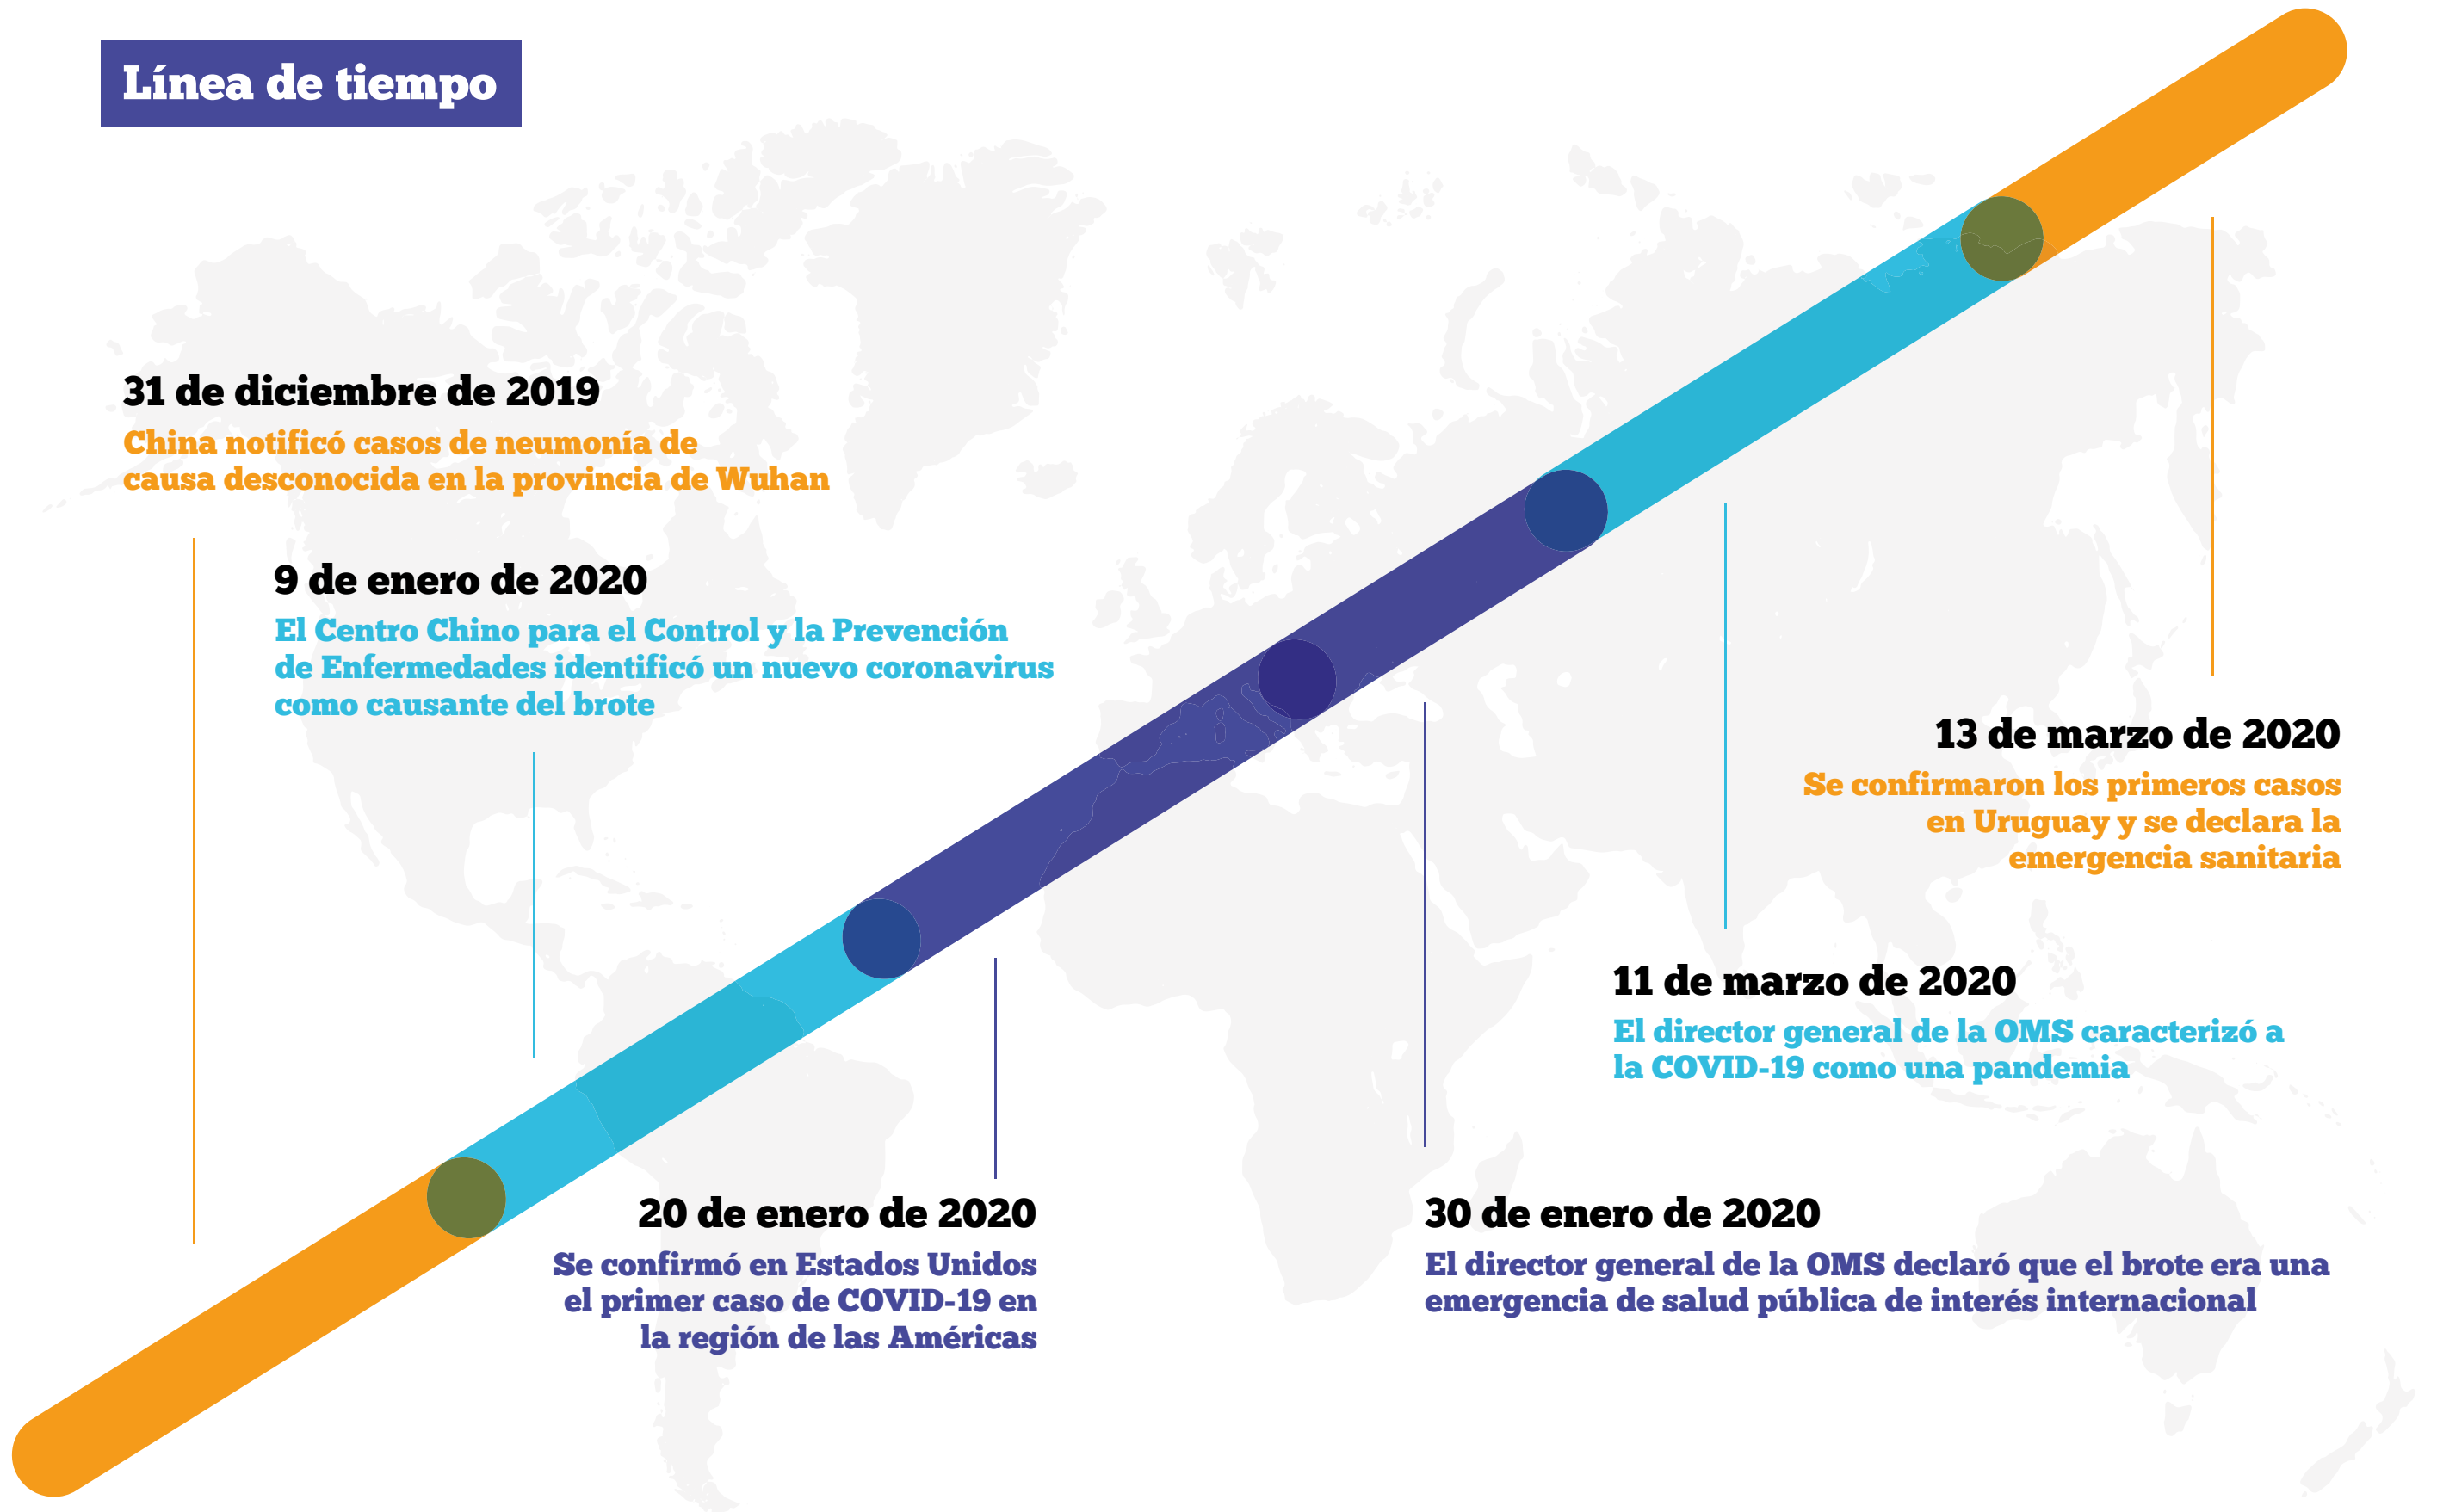 Línea de tiempo
31 de diciembre de 2019
China notificó casos de neumonía de
causa desconocida en la provincia de Wuhan
9 de enero de 2020
El Centro Chino para el Control y la Prevención
de Enfermedades identificó un nuevo coronavirus
como causante del brote
20 de enero de 2020
Se confirmó en Estados Unidos
el primer caso de COVID-19 en
la región de las Américas
30 de enero de 2020
El director general de la OMS declaró que el brote era una
emergencia de salud pública de interés internacional
11 de marzo de 2020
El director general de la OMS caracterizó a
la COVID-19 como una pandemia
13 de marzo de 2020
Se confirmaron los primeros casos
en Uruguay y se declara la
emergencia sanitaria